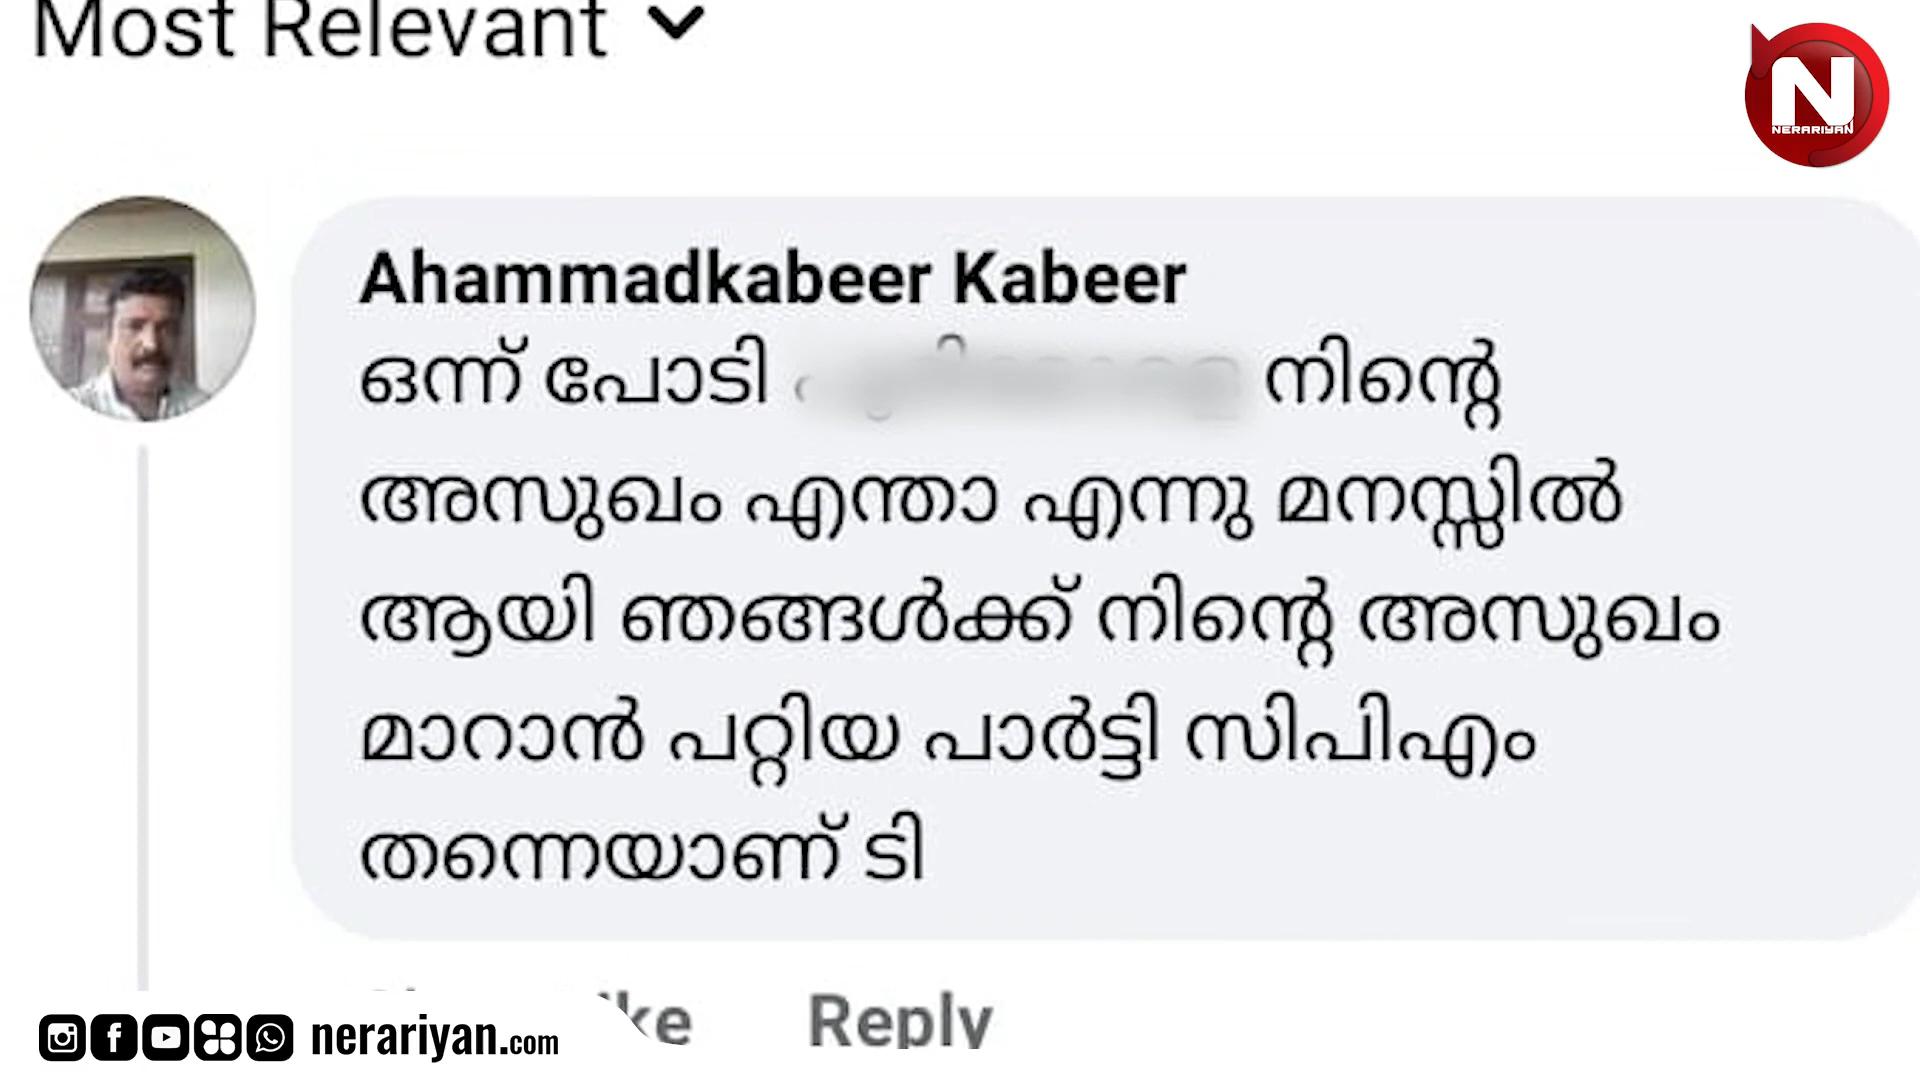 Most Relevant
NERARIYAN
Ahammadkabeer Kabeer
ഒന്ന് പോടി നിന്റെ
അസുഖം എന്താ എന്നു മനസ്സിൽ
ആയി ഞങ്ങൾക്ക് നിന്റെ അസുഖം
മാറാൻ പറ്റിയ പാർട്ടി സിപിഎം
തന്നെയാണ് ടി
Reply
nerariyan.com